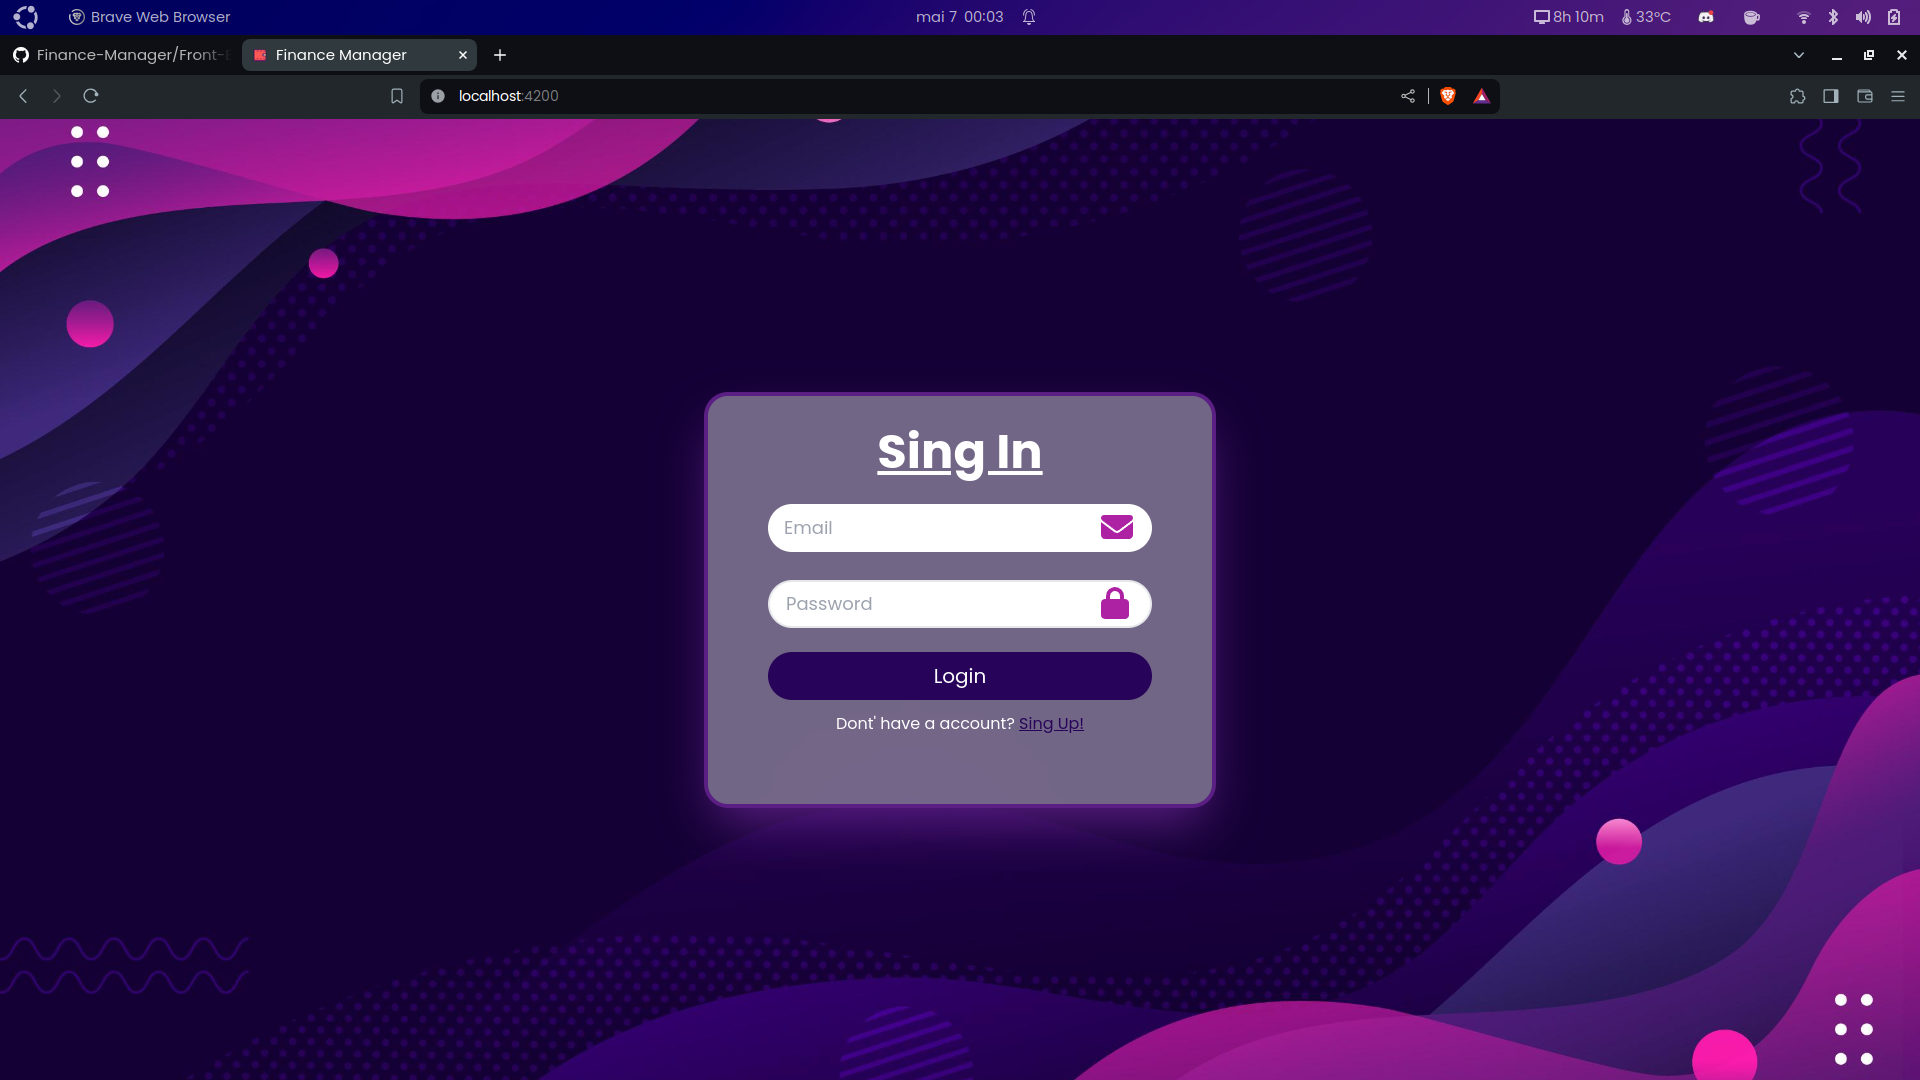 Brave Web Browser
mai 7 00:03
8h 10m
33°C
Finance-Manager/Front-
Finance Manager
localhost:4200
Sing In
Email
Password
Login
Dont' have a account? Sing Up!